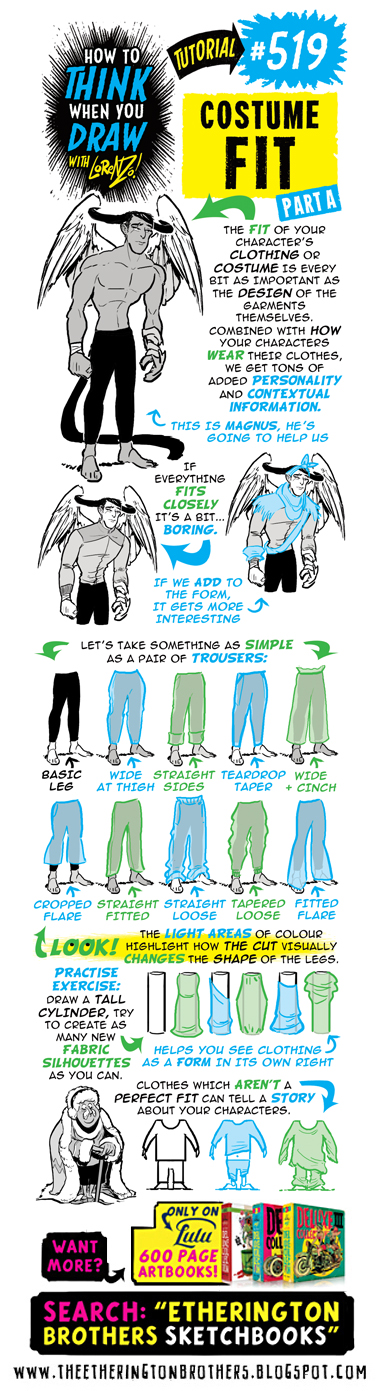 HOW TO
THINK
WHEN YOU
DRAW
WITH LORENZO!
TUTORIAL
#519
COSTUME
FIT
PART A
THE FIT OF YOUR
CHARACTER'S
CLOTHING OR
COSTUME IS EVERY
BIT AS IMPORTANT AS
THE DESIGN OF THE
GARMENTS
THEMSELVES.
COMBINED WITH HOW
YOUR CHARACTERS
WEAR THEIR CLOTHES,
WE GET TONS OF
ADDED PERSONALITY
AND CONTEXTUAL
INFORMATION.
THIS IS MAGNUS, HE'S
GOING TO HELP US
IF
EVERYTHING
FITS
CLOSELY
IT'S A BIT...
BORING.
IF WE ADD TO
THE FORM,
IT GETS MORE
INTERESTING
LET'S TAKE SOMETHING AS SIMPLE
AS A PAIR OF TROUSERS:
BASIC
LEG
WIDE
AT THIGH
STRAIGHT
SIDES
TEARDROP
TAPER
WIDE
+ CINCH
CROPPED
FLARE
STRAIGHT
FITTED
STRAIGHT
LOOSE
TAPERED
LOOSE
FITTED
FLARE
LOOK!
THE LIGHT AREAS OF COLOUR
HIGHLIGHT HOW THE CUT VISUALLY
CHANGES THE SHAPE OF THE LEGS.
PRACTISE
EXERCISE:
DRAW A TALL
CYLINDER, TRY
TO CREATE AS
MANY NEW
FABRIC
SILHOUETTES
AS YOU CAN.
HELPS YOU SEE CLOTHING
AS A FORM IN ITS OWN RIGHT
CLOTHES WHICH AREN'T A
PERFECT FIT CAN TELL A STORY
ABOUT YOUR CHARACTERS.
WANT
MORE?
ONLY ON
Lulu
600 PAGE
ARTBOOKS!
SEARCH: "ETHERINGTON
BROTHERS SKETCHBOOKS"
WWW.THEETHERINGTONBROTHERS.BLOGSPOT.COM